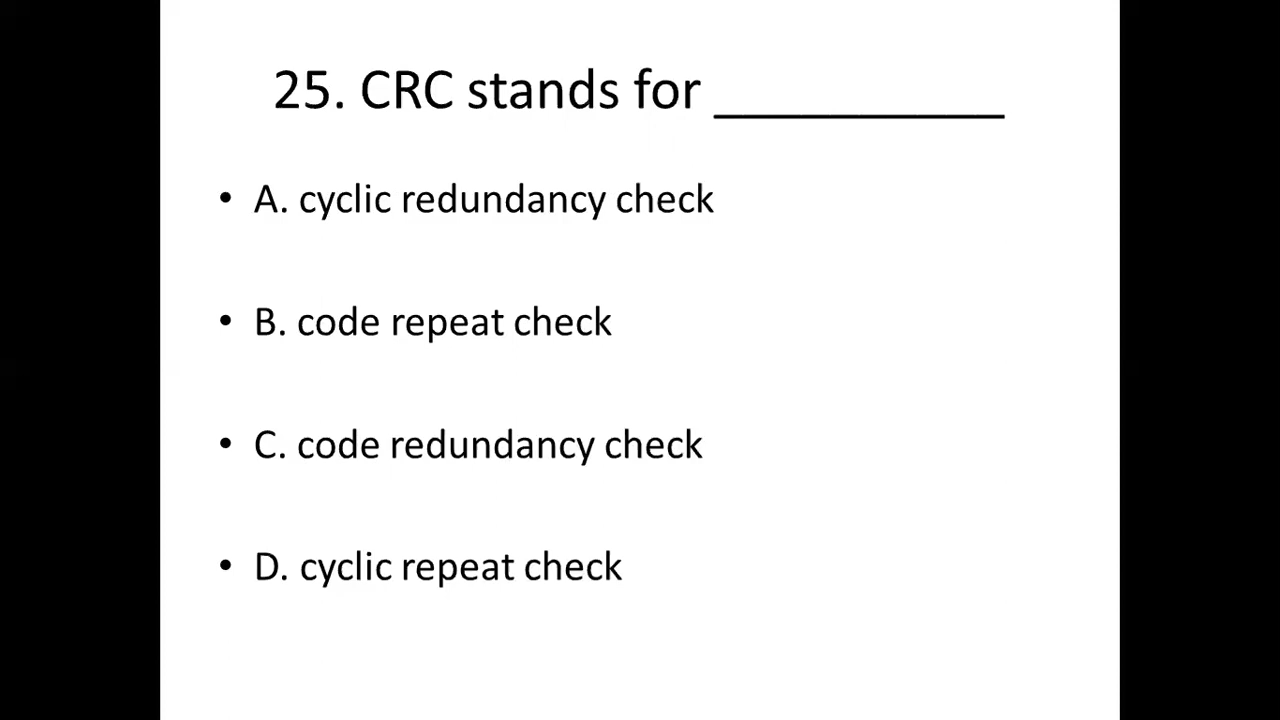 25. CRC stands for ___________
• A. cyclic redundancy check
• B. code repeat check
• C. code redundancy check
• D. cyclic repeat check